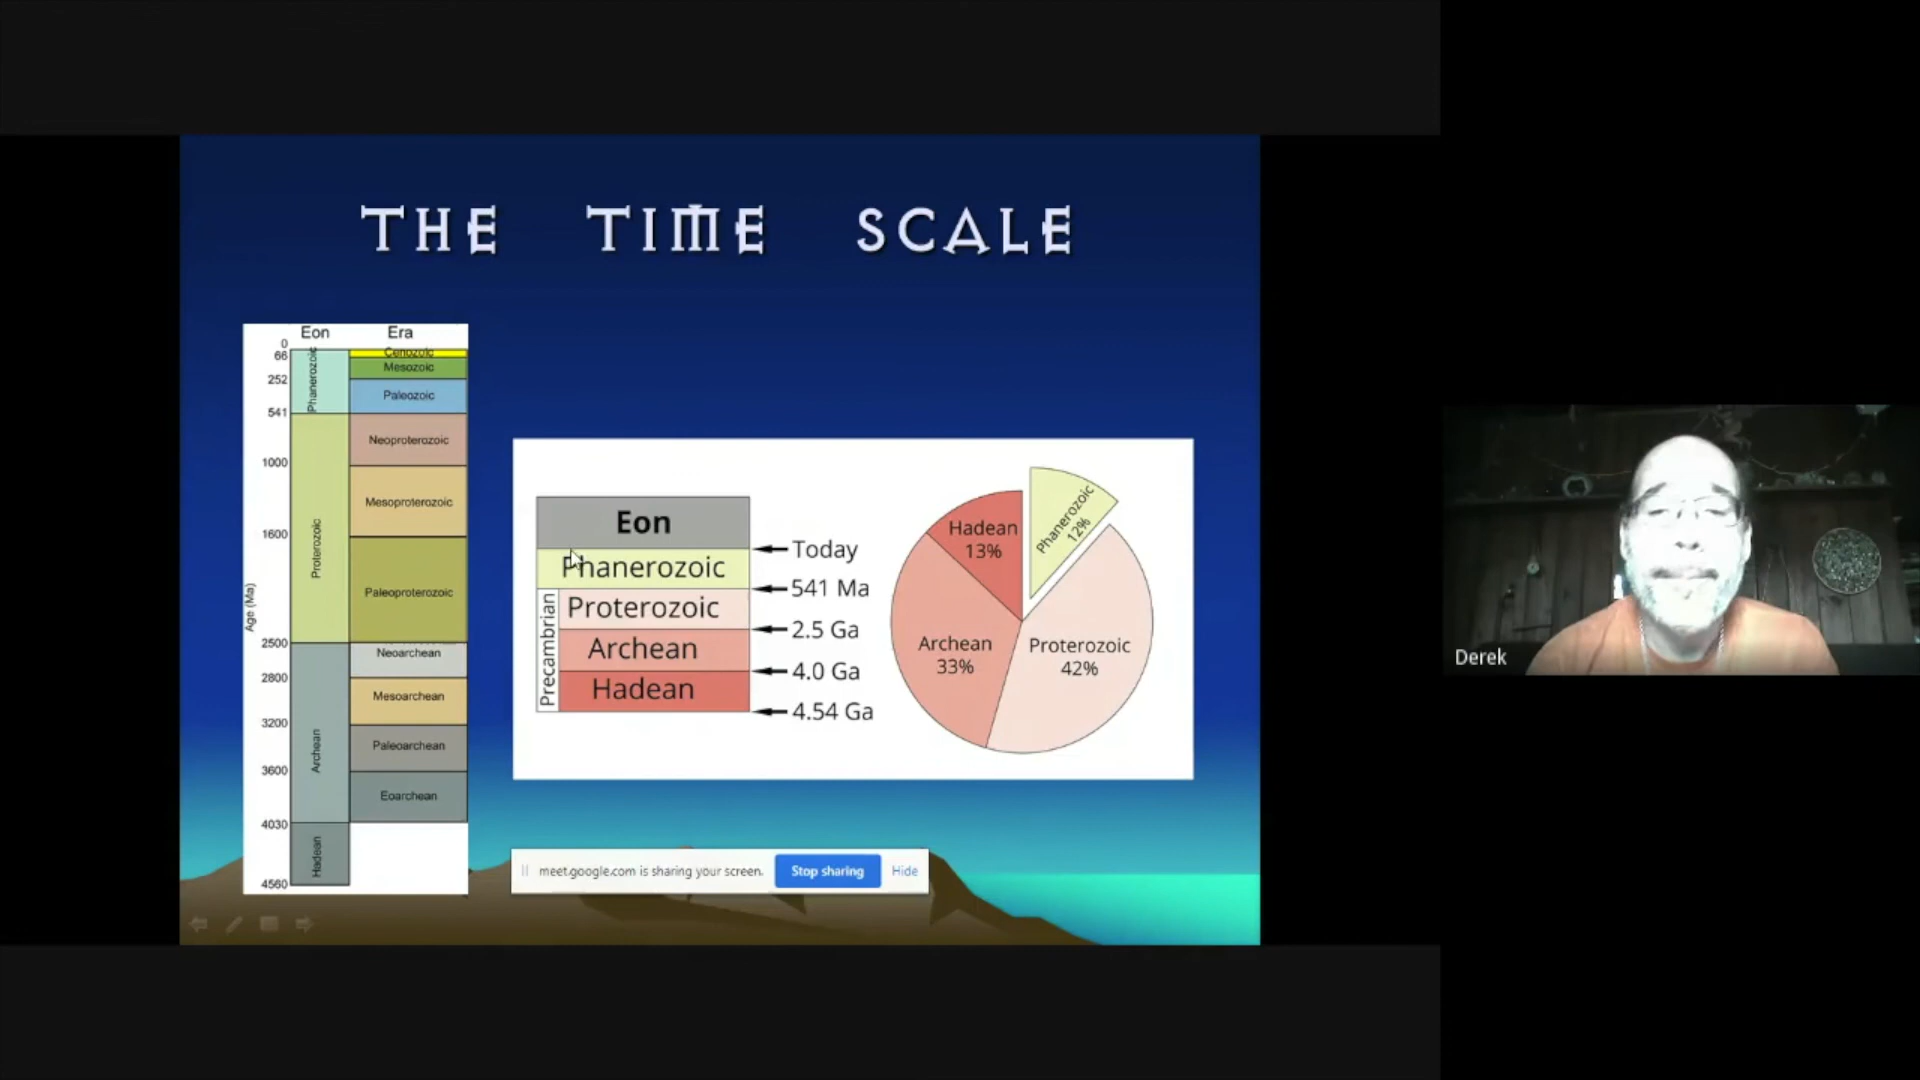 THE TIME SCALE
Eon Era
0
66
252
541
1000
1600
2500
2800
3200
3600
4030
4560
Age (Ma)
Phanerozoic
Proterozoic
Archean
Hadean
Cenozoic
Mesozoic
Paleozoic
Neoproterozoic
Mesoproterozoic
Paleoproterozoic
Neoarchean
Mesoarchean
Paleoarchean
Eoarchean
Eon
Phanerozoic
Proterozoic
Archean
Hadean
Precambrian
Today
541 Ma
2.5 Ga
4.0 Ga
4.54 Ga
Hadean
13%
Phanerozoic
12%
Archean
33%
Proterozoic
42%
meet.google.com is sharing your screen. Stop sharing Hide
Derek